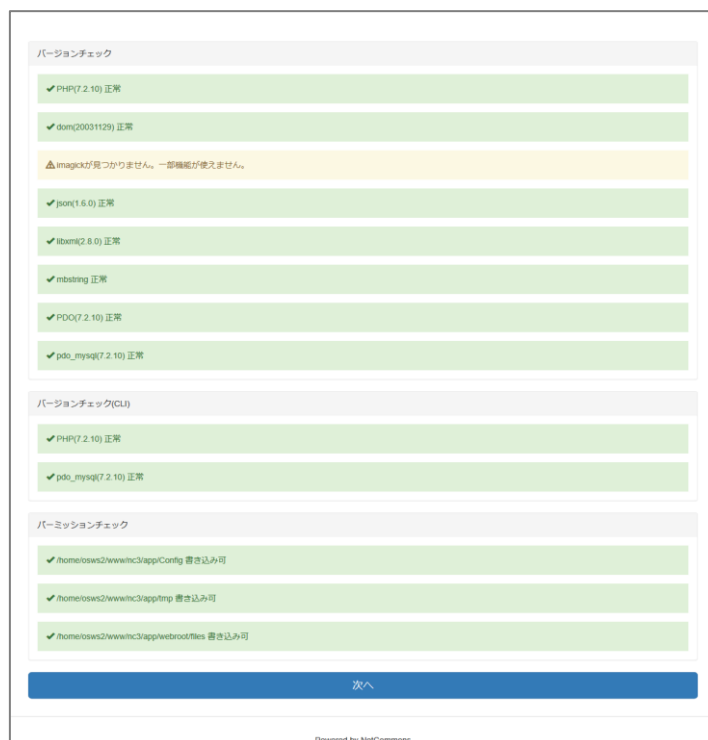 バージョンチェック
PHP(7.2.10) 正常
dom(20031129) 正常
imagickが見つかりません。一部機能が使えません。
json(1.6.0) 正常
libxml(2.8.0) 正常
mbstring 正常
PDO(7.2.10) 正常
pdo_mysql(7.2.10) 正常
バージョンチェック(CLI)
PHP(7.2.10) 正常
pdo_mysql(7.2.10) 正常
パーミッションチェック
/home/osws2/www/nc3/app/Config 書き込み可
/home/osws2/www/nc3/app/tmp 書き込み可
/home/osws2/www/nc3/app/webroot/files 書き込み可
次へ
Powered by NetCommons